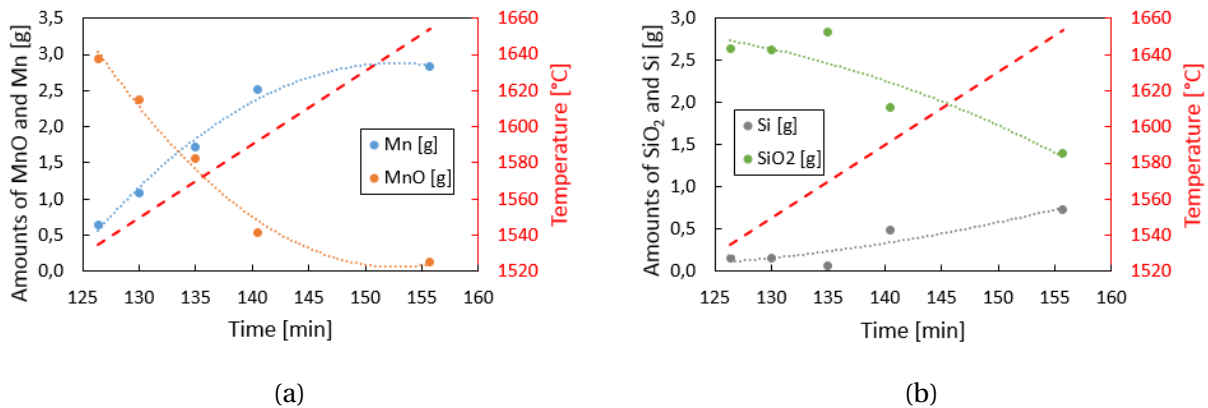 Amounts of MnO and Mn [g]
3,5
3,0
2,5
2,0
1,5
1,0
0,5
0,0
125 130 135 140 145 150 155 160
Time [min]
1660
1640
1620
1600
1580
1560
1540
1520
Temperature [°C]
Mn [g]
MnO [g]
(a)
Amounts of SiO₂ and Si [g]
3,0
2,5
2,0
1,5
1,0
0,5
0,0
125 130 135 140 145 150 155 160
Time [min]
1660
1640
1620
1600
1580
1560
1540
1520
Temperature [°C]
Si [g]
SiO2 [g]
(b)